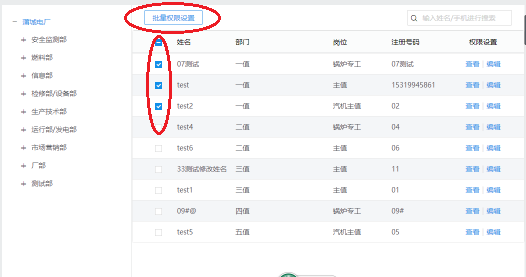 蒲城电厂
安全监测部
燃料部
信息部
检修部/设备部
生产技术部
运行部/发电部
市场营销部
厂部
测试部
批量权限设置
输入姓名/手机进行搜索
姓名 部门 岗位 注册号码 权限设置
07测试 一值 锅炉专工 07测试 查看 | 编辑
test 一值 主值 15319945861 查看 | 编辑
test2 一值 汽机主值 02 查看 | 编辑
test4 二值 锅炉专工 04 查看 | 编辑
test6 二值 主值 06 查看 | 编辑
33测试修改姓名 三值 主值 11 查看 | 编辑
test1 三值 主值 01 查看 | 编辑
09#@ 四值 锅炉专工 09# 查看 | 编辑
test5 五值 汽机主值 05 查看 | 编辑